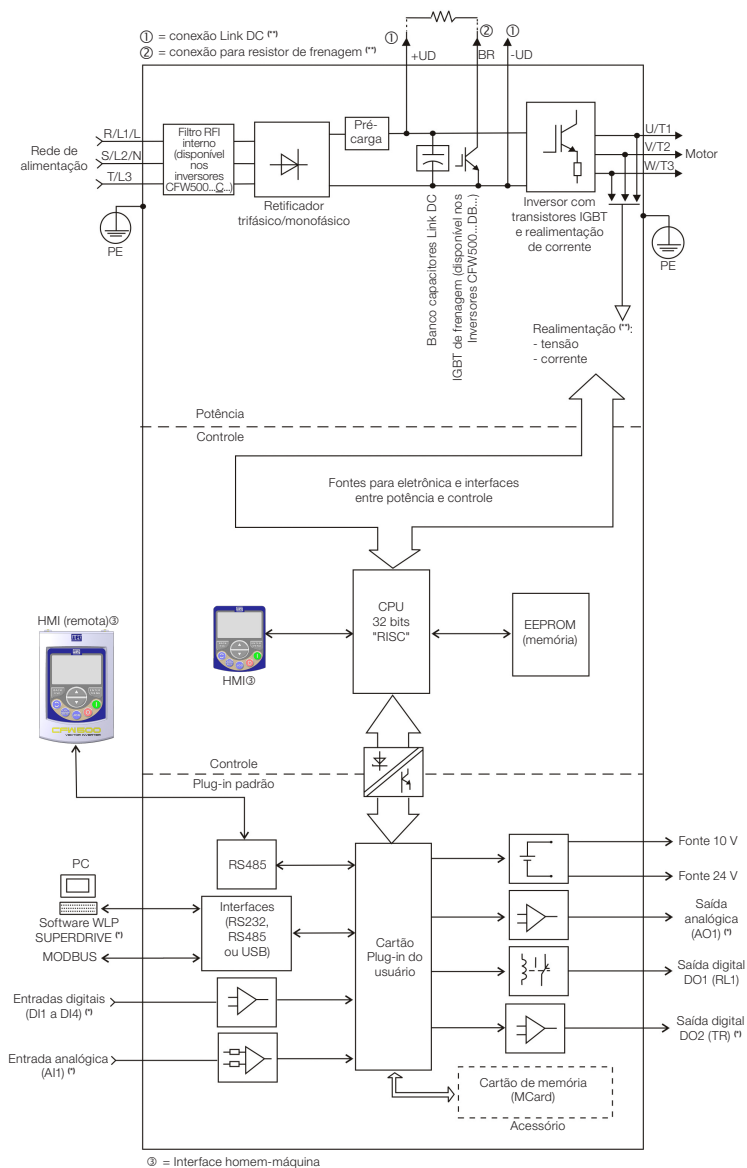 ① = conexão Link DC (**)
② = conexão para resistor de frenagem (**)
①
②
①
+UD
BR
-UD
Rede de
alimentação
R/L1/L
S/L2/N
T/L3
Filtro RFI
interno
(disponível
nos
inversores
CFW500...C...)
Retificador
trifásico/monofásico
Pré-
carga
Banco capacitores Link DC
IGBT de frenagem (disponível nos
Inversores CFW500...DB...)
Inversor com
transistores IGBT
e realimentação
de corrente
U/T1
V/T2
W/T3
Motor
PE
PE
Realimentação (**):
- tensão
- corrente
Potência
Controle
Fontes para eletrônica e interfaces
entre potência e controle
CPU
32 bits
"RISC"
EEPROM
(memória)
HMI (remota)③
HMI③
CFW500
VECTOR INVERTER
Controle
Plug-in padrão
RS485
PC
Software WLP
SUPERDRIVE (*)
MODBUS
Interfaces
(RS232,
RS485
ou USB)
Entradas digitais
(DI1 a DI4) (*)
Entrada analógica
(AI1) (*)
Cartão
Plug-in do
usuário
Fonte 10 V
Fonte 24 V
Saída
analógica
(AO1) (*)
Saída digital
DO1 (RL1)
Saída digital
DO2 (TR) (*)
Cartão de memória
(MCard)
Acessório
③ = Interface homem-máquina